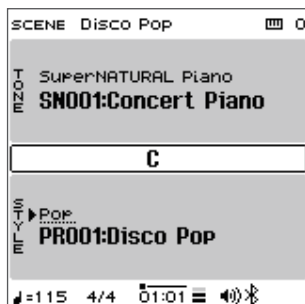 SCENE Disco Pop 0
TONE
SuperNATURAL Piano
SN001:Concert Piano
C
STYLE
Pop
PR001:Disco Pop
♩=115 4/4 01:01